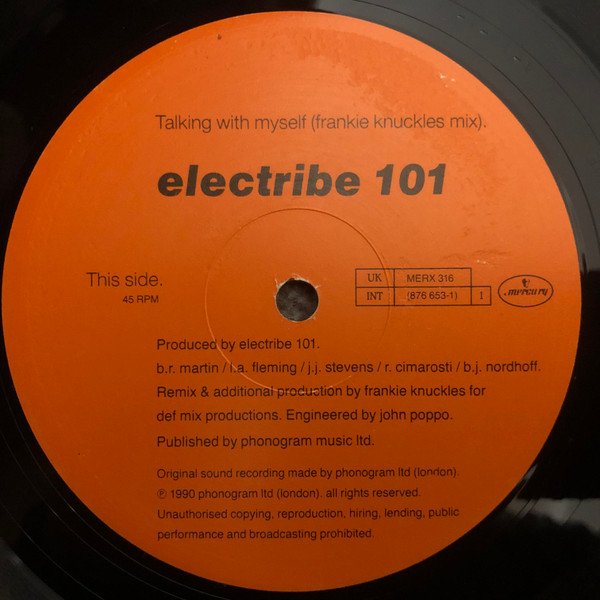 Talking with myself (frankie knuckles mix).
electribe 101
This side.
45 RPM
UK MERX 316
INT (876 653-1) 1
mercury
Produced by electribe 101.
b.r. martin / l.a. fleming / j.j. stevens / r. cimarosti / b.j. nordhoff.
Remix & additional production by frankie knuckles for
def mix productions. Engineered by john poppo.
Published by phonogram music ltd.
Original sound recording made by phonogram ltd (london).
℗ 1990 phonogram ltd (london). all rights reserved.
Unauthorised copying, reproduction, hiring, lending, public
performance and broadcasting prohibited.